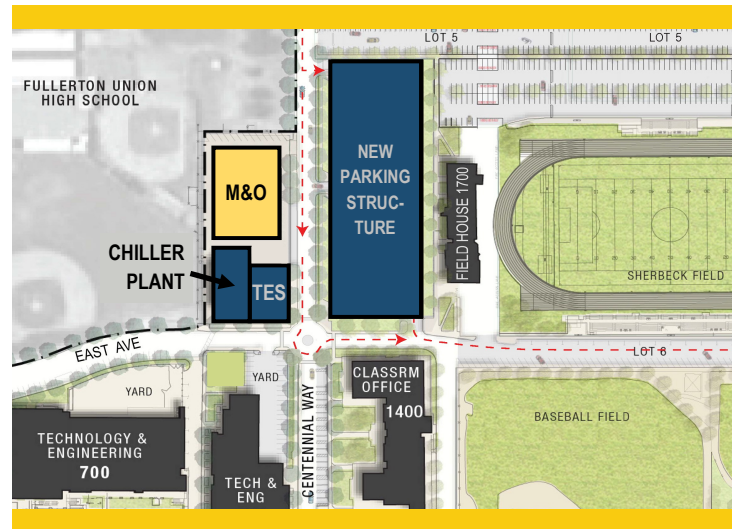 LOT 5
LOT 5
FULLERTON UNION
HIGH SCHOOL
NEW
PARKING
STRUC-
TURE
M&O
FIELD HOUSE 1700
CHILLER
PLANT
TES
SHERBECK FIELD
EAST AVE
LOT 6
CLASSRM
OFFICE
1400
YARD
YARD
CENTENNIAL WAY
BASEBALL FIELD
TECHNOLOGY &
ENGINEERING
700
TECH &
ENG